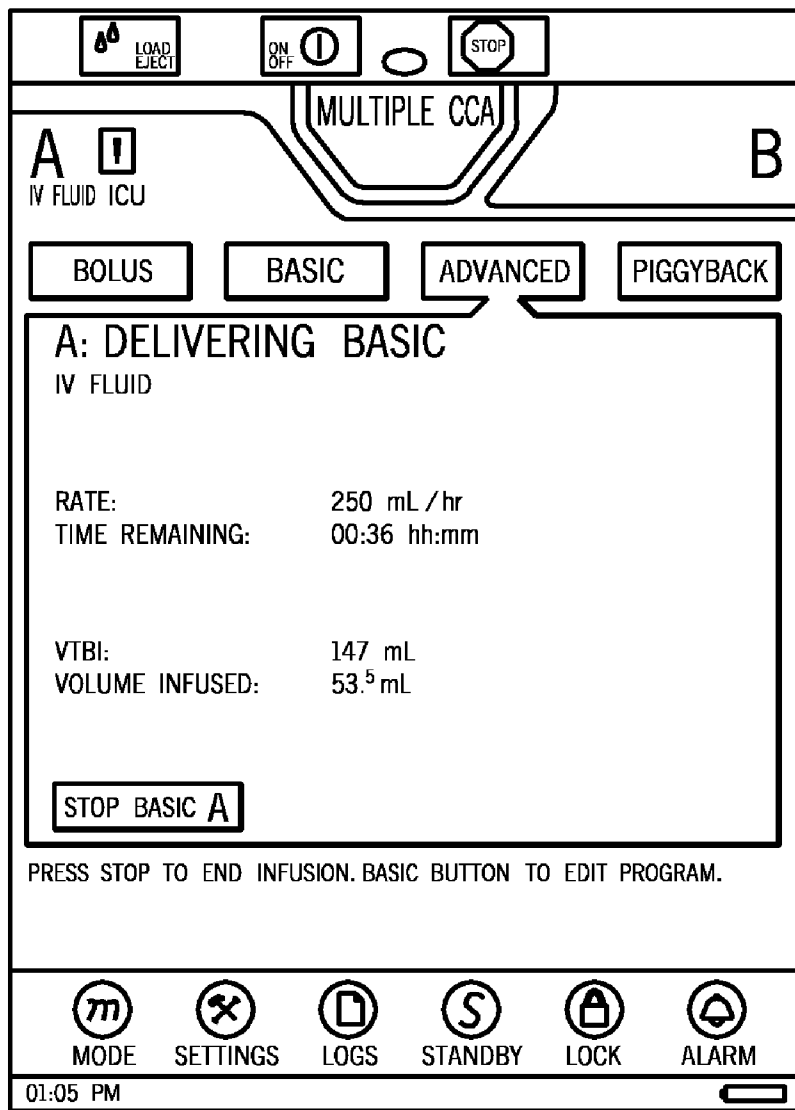 LOAD
EJECT
ON
OFF
STOP
MULTIPLE CCA
A !
IV FLUID ICU
B
BOLUS
BASIC
ADVANCED
PIGGYBACK
A: DELIVERING BASIC
IV FLUID
RATE: 250 mL/hr
TIME REMAINING: 00:36 hh:mm
VTBI: 147 mL
VOLUME INFUSED: 53.⁵ mL
STOP BASIC A
PRESS STOP TO END INFUSION. BASIC BUTTON TO EDIT PROGRAM.
m
S
MODE SETTINGS LOGS STANDBY LOCK ALARM
01:05 PM